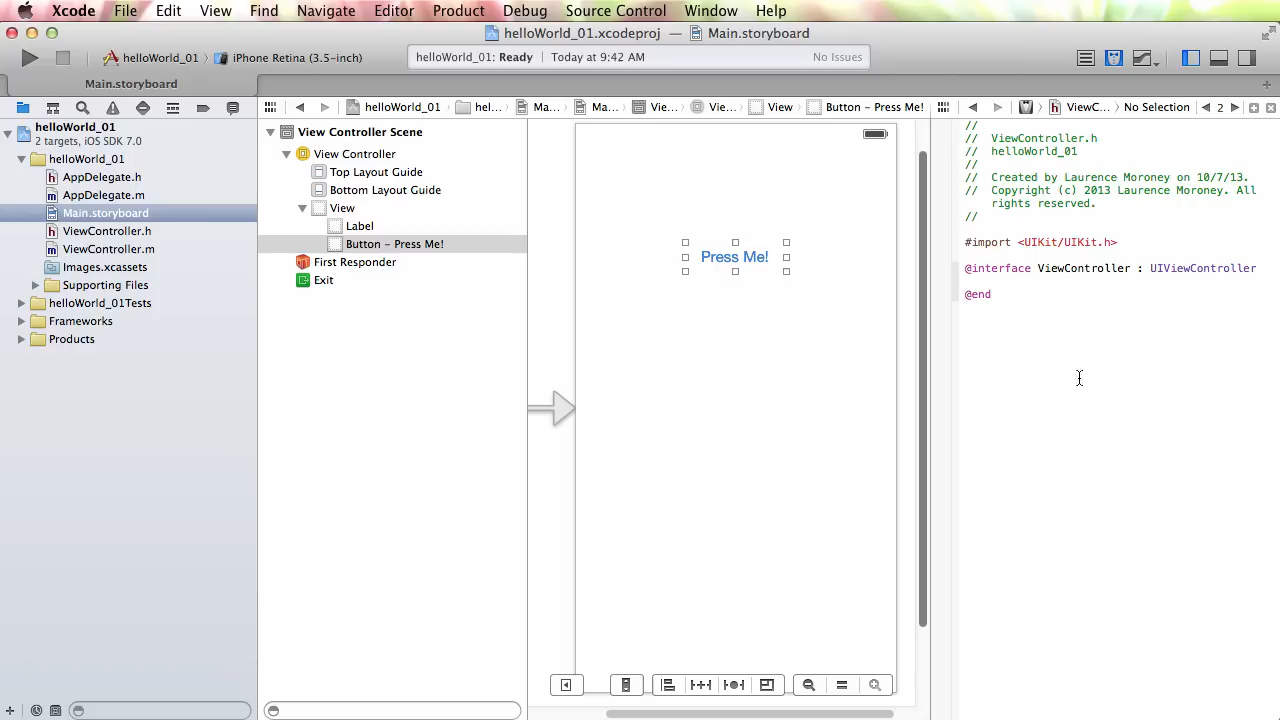 Xcode File Edit View Find Navigate Editor Product Debug Source Control Window Help
helloWorld_01.xcodeproj — Main.storyboard
helloWorld_01 〉 iPhone Retina (3.5-inch)
helloWorld_01: Ready | Today at 9:42 AM No Issues
Main.storyboard
helloWorld_01 hel... Ma... Ma... Vie... Vie... View Button – Press Me!
ViewC... No Selection 2
helloWorld_01
2 targets, iOS SDK 7.0
helloWorld_01
AppDelegate.h
AppDelegate.m
Main.storyboard
ViewController.h
ViewController.m
Images.xcassets
Supporting Files
helloWorld_01Tests
Frameworks
Products
View Controller Scene
View Controller
Top Layout Guide
Bottom Layout Guide
View
Label
Button – Press Me!
First Responder
Exit
Press Me!
//
// ViewController.h
// helloWorld_01
//
// Created by Laurence Moroney on 10/7/13.
// Copyright (c) 2013 Laurence Moroney. All
rights reserved.
//
#import <UIKit/UIKit.h>
@interface ViewController : UIViewController
@end